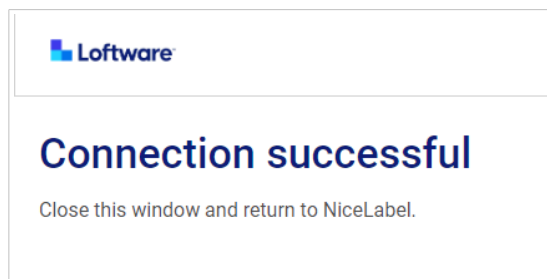 Loftware
Connection successful
Close this window and return to NiceLabel.